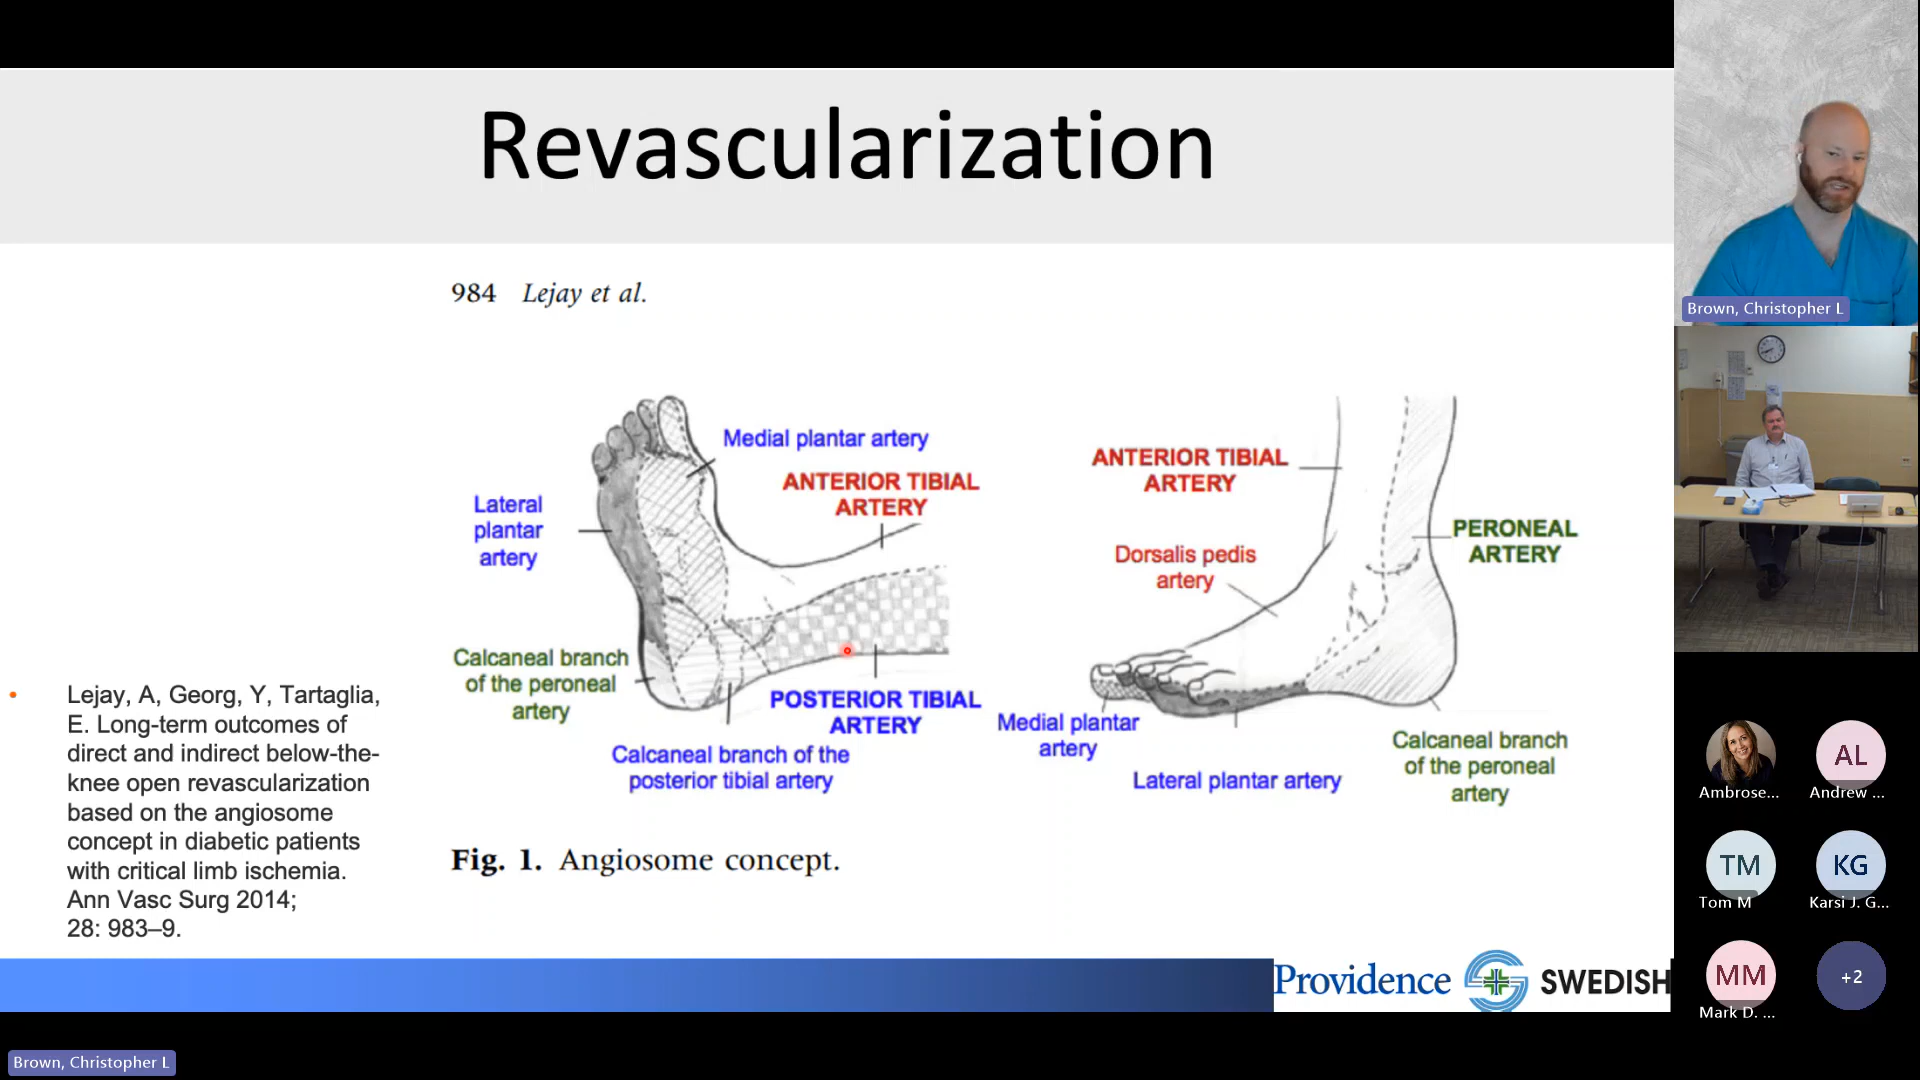 Revascularization
984 Lejay et al.
Medial plantar artery
ANTERIOR TIBIAL
ARTERY
Lateral
plantar
artery
Calcaneal branch
of the peroneal
artery
POSTERIOR TIBIAL
ARTERY
Calcaneal branch of the
posterior tibial artery
ANTERIOR TIBIAL
ARTERY
PERONEAL
ARTERY
Dorsalis pedis
artery
Medial plantar
artery
Lateral plantar artery
Calcaneal branch
of the peroneal
artery
Fig. 1. Angiosome concept.
• Lejay, A, Georg, Y, Tartaglia,
E. Long-term outcomes of
direct and indirect below-the-
knee open revascularization
based on the angiosome
concept in diabetic patients
with critical limb ischemia.
Ann Vasc Surg 2014;
28: 983–9.
Providence SWEDISH
Brown, Christopher L
Brown, Christopher L
Ambrose...
AL
Andrew ...
TM
Tom M
KG
Karsi J. G...
MM
Mark D. ...
+2